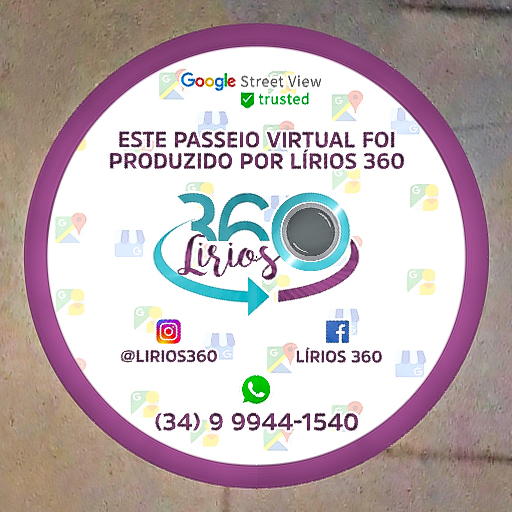 Google Street View
trusted
ESTE PASSEIO VIRTUAL FOI
PRODUZIDO POR LÍRIOS 360
360
Lírios
@LIRIOS360
LÍRIOS 360
(34) 9 9944-1540